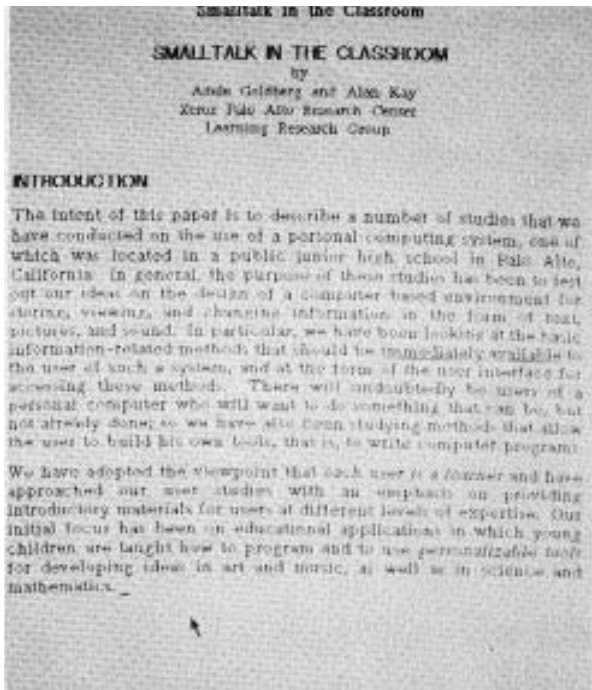 Smalltalk in the Classroom
SMALLTALK IN THE CLASSROOM
by
Adele Goldberg and Alan Kay
Xerox Palo Alto Research Center
Learning Research Group
INTRODUCTION
The intent of this paper is to describe a number of studies that we
have conducted on the use of a personal computing system, one of
which was located in a public junior high school in Palo Alto,
California. In general, the purpose of these studies has been to test
out our ideas on the design of a computer based environment for
storing, viewing, and changing information in the form of text,
pictures, and sound. In particular, we have been looking at the basic
information-related methods that should be immediately available to
the user of such a system, and at the form of the user interface for
accessing these methods. There will undoubtedly be users of a
personal computer who will want to do something that can be, but
not already done; so we have also been studying methods that allow
the user to build his own tools, that is, to write computer programs.
We have adopted the viewpoint that each user is a learner and have
approached our user studies with an emphasis on providing
introductory materials for users at different levels of expertise. Our
initial focus has been on educational applications in which young
children are taught how to program and to use personalizable tools
for developing ideas in art and music, as well as in science and
mathematics. _